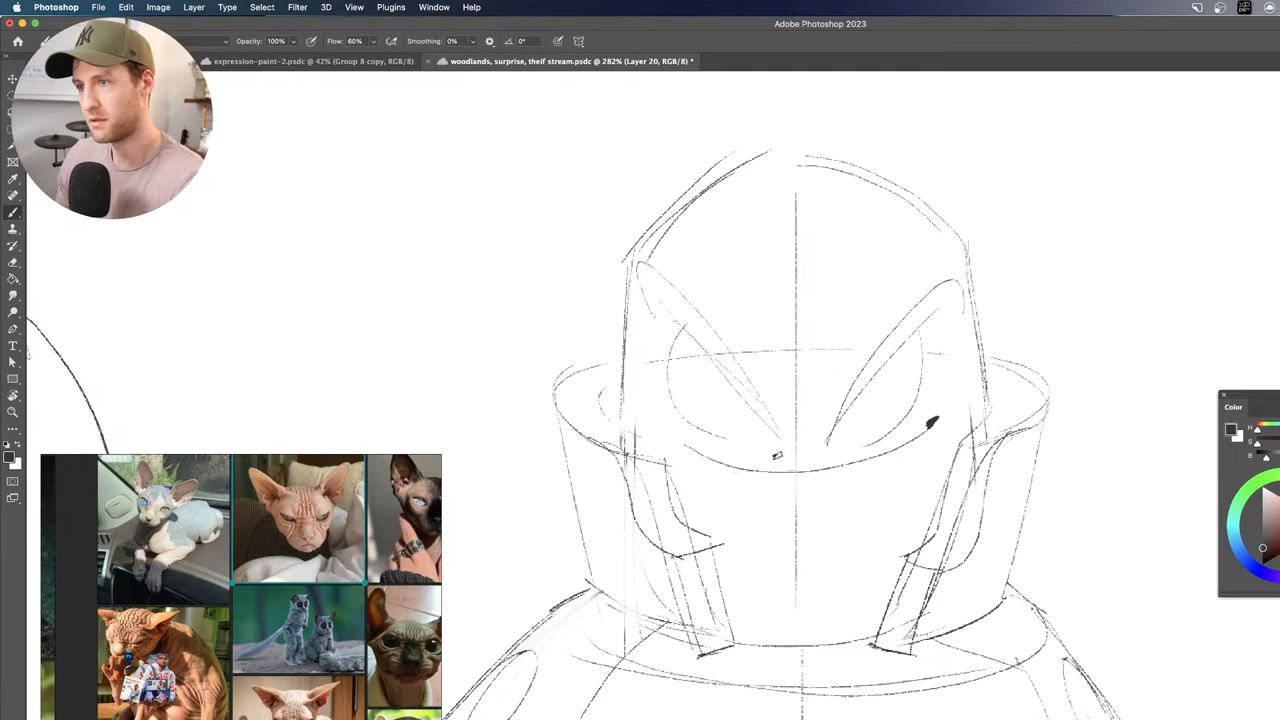 Photoshop File Edit Image Layer Type Select Filter 3D View Plugins Window Help
Adobe Photoshop 2023
Opacity: 100% Flow: 60% Smoothing: 0% 0°
expression-paint-2.psdc @ 42% (Group 8 copy, RGB/8) × woodlands, surprise, theif stream.psdc @ 282% (Layer 20, RGB/8) *
Color
H
S
B